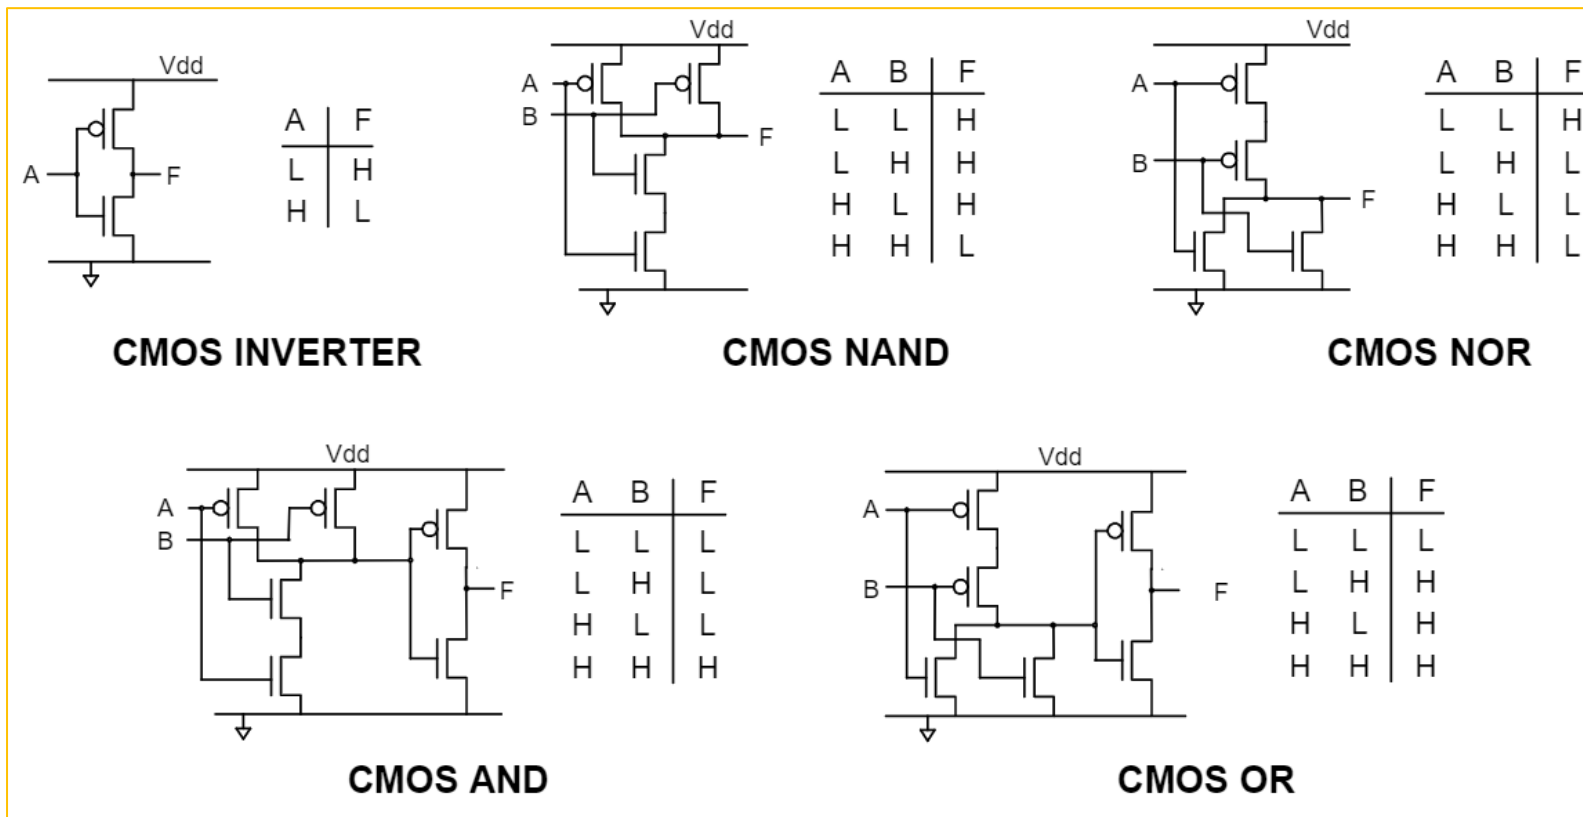 Vdd
A
F
A F
L H
H L
CMOS INVERTER
Vdd
A
B
F
A B F
L L H
L H H
H L H
H H L
CMOS NAND
Vdd
A
B
F
A B F
L L H
L H L
H L L
H H L
CMOS NOR
Vdd
A
B
F
A B F
L L L
L H L
H L L
H H H
CMOS AND
Vdd
A
B
F
A B F
L L L
L H H
H L H
H H H
CMOS OR